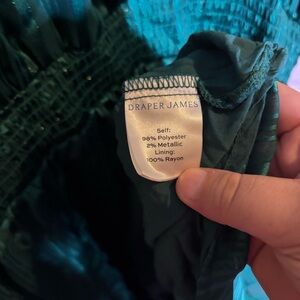 DRAPER JAMES
Self:
98% Polyester
2% Metallic
Lining:
100% Rayon